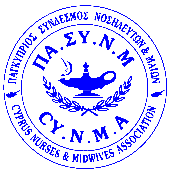 ΠΑΓΚΥΠΡΙΟΣ ΣΥΝΔΕΣΜΟΣ ΝΟΣΗΛΕΥΤΩΝ & ΜΑΙΩΝ
ΠΑ.ΣΥ.Ν.Μ
CY.N.M.A
CYPRUS NURSES & MIDWIVES ASSOCIATION